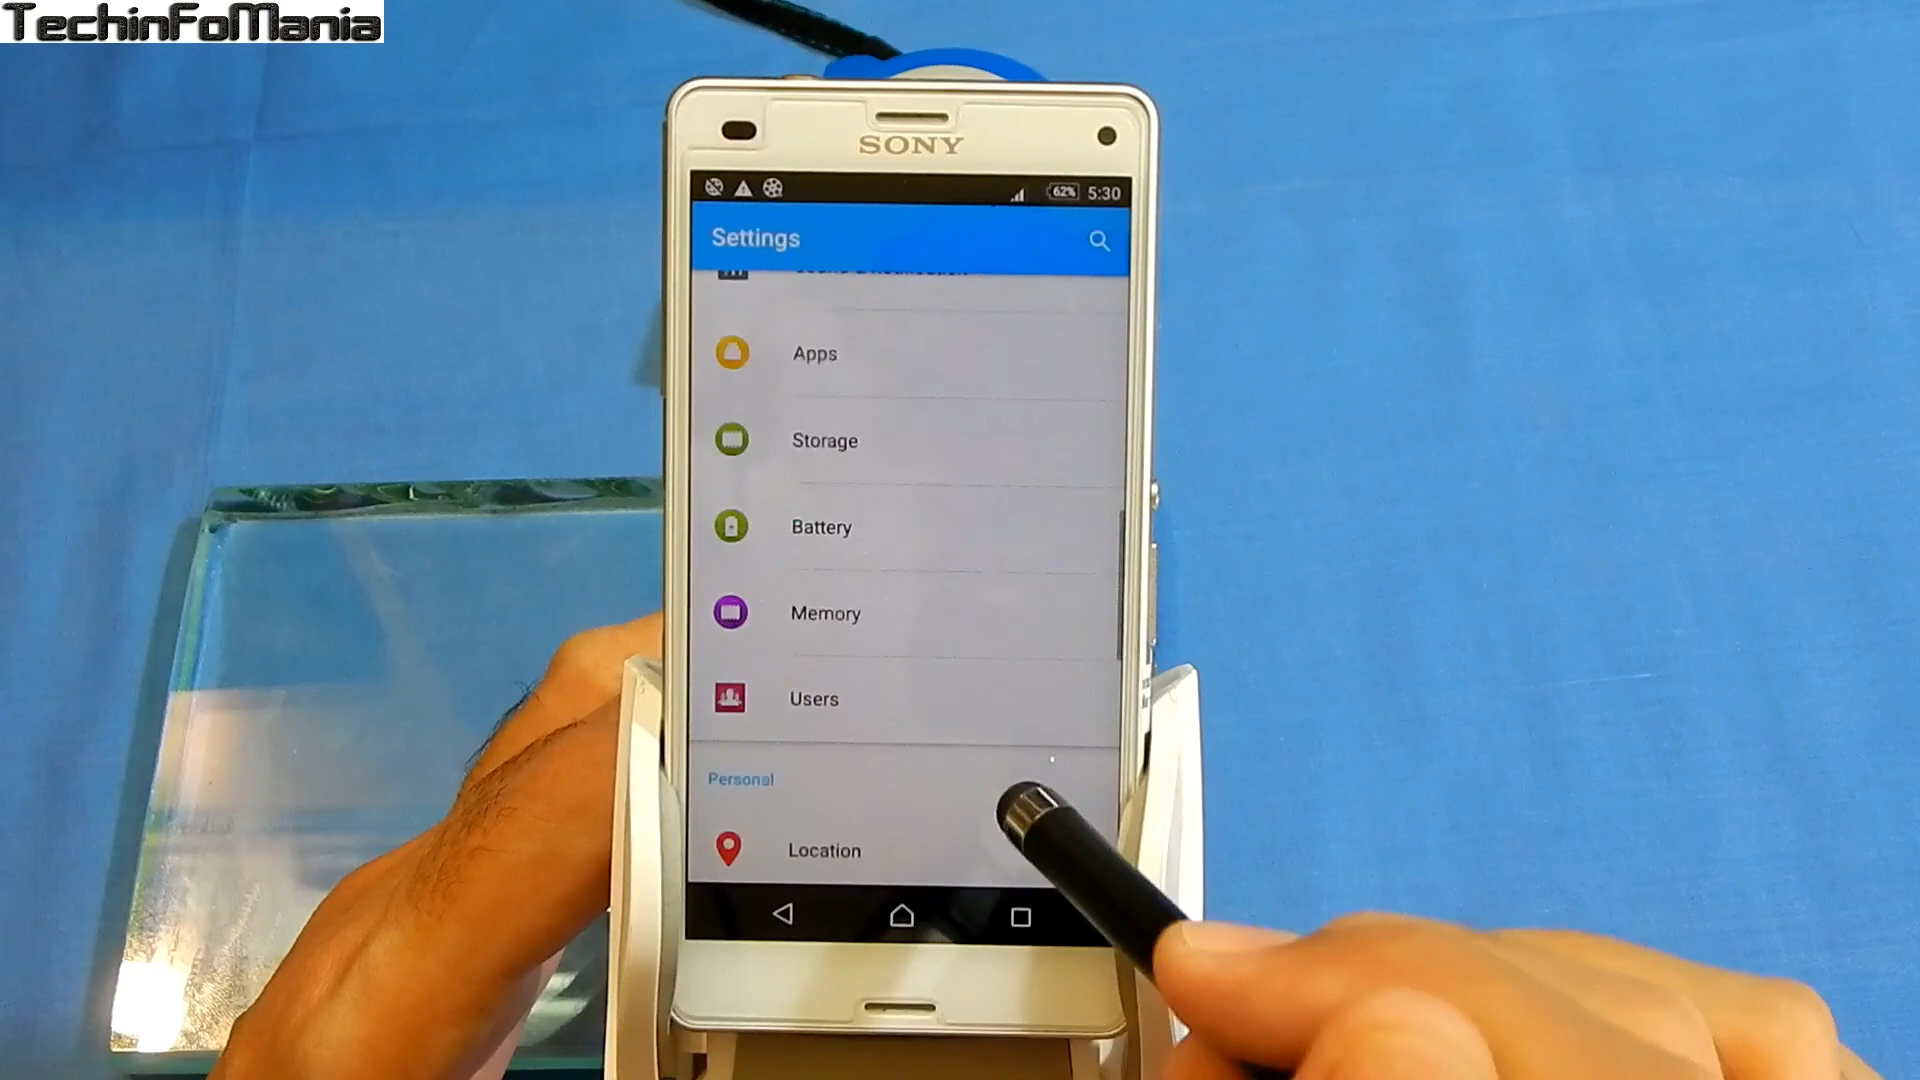 TechinFoMania
SONY
62% 5:30
Settings
Apps
Storage
Battery
Memory
Users
Personal
Location